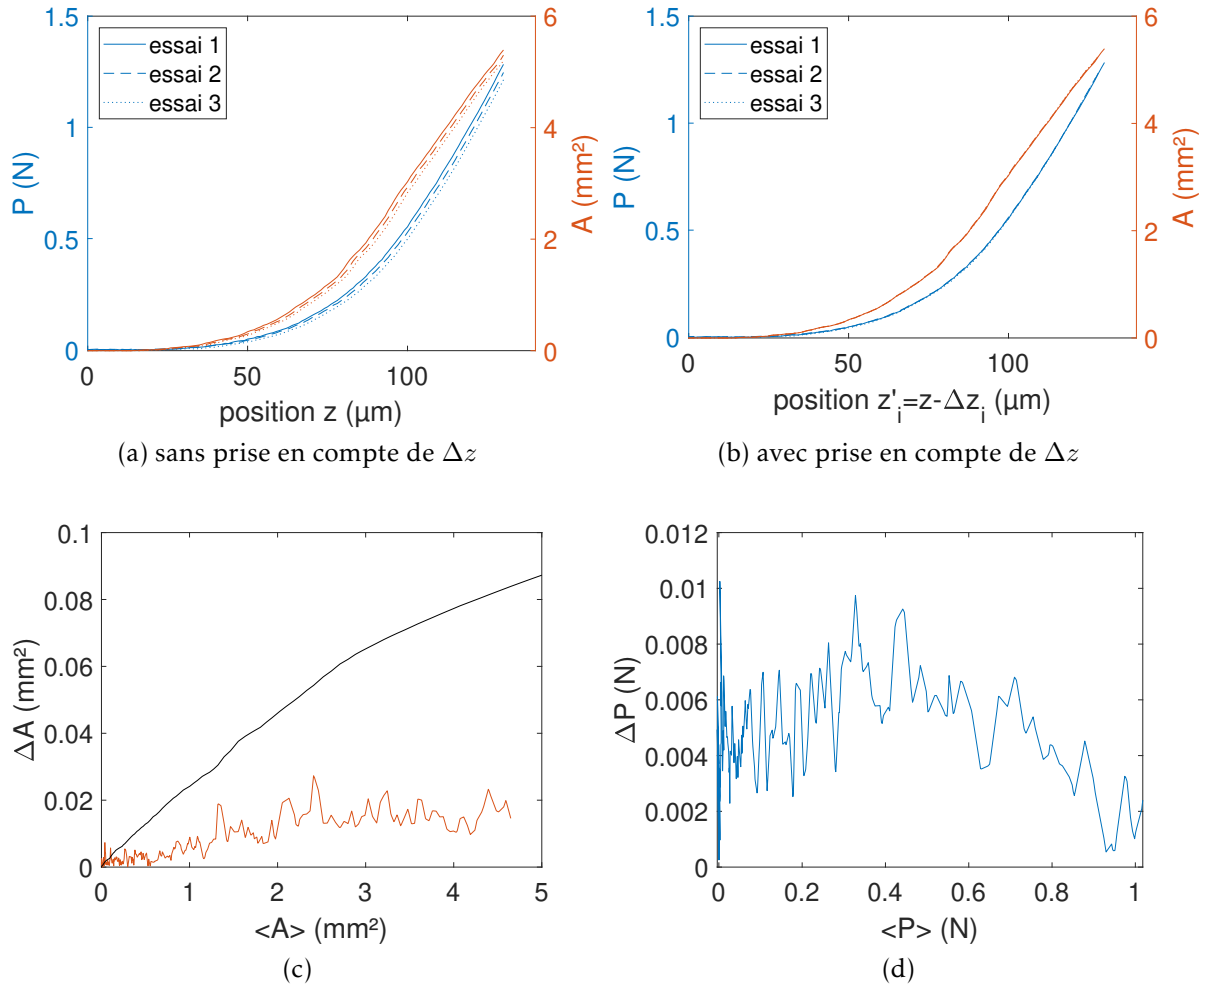 1.5
1
0.5
0
P (N)
essai 1
essai 2
essai 3
6
4
2
0
A (mm²)
0
50
100
position z (μm)
(a) sans prise en compte de Δz
1.5
1
0.5
0
P (N)
essai 1
essai 2
essai 3
6
4
2
0
A (mm²)
0
50
100
position z'i=z-Δzi (μm)
(b) avec prise en compte de Δz
0.1
0.08
0.06
0.04
0.02
0
ΔA (mm²)
0
1
2
3
4
5
<A> (mm²)
(c)
0.012
0.01
0.008
0.006
0.004
0.002
0
ΔP (N)
0
0.2
0.4
0.6
0.8
1
<P> (N)
(d)